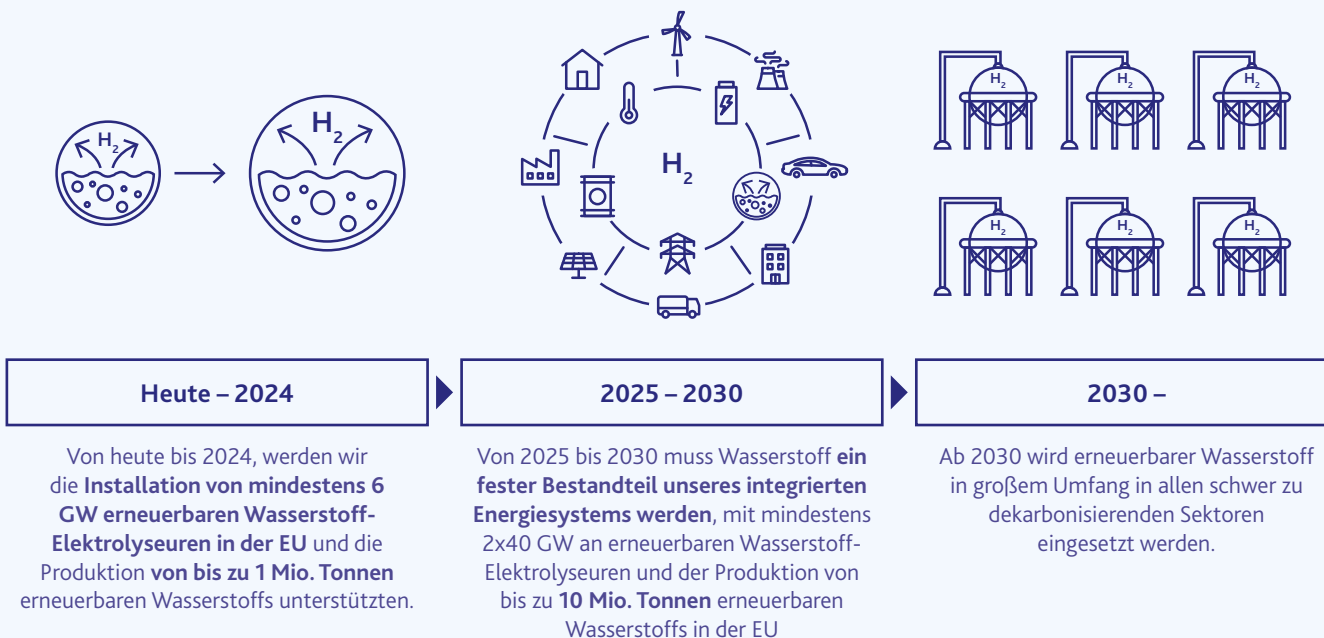 H2
H2
H2
H2
H2
H2
H2
H2
H2
Heute – 2024
Von heute bis 2024, werden wir
die Installation von mindestens 6
GW erneuerbaren Wasserstoff-
Elektrolyseuren in der EU und die
Produktion von bis zu 1 Mio. Tonnen
erneuerbaren Wasserstoffs unterstützten.
2025 – 2030
Von 2025 bis 2030 muss Wasserstoff ein
fester Bestandteil unseres integrierten
Energiesystems werden, mit mindestens
2x40 GW an erneuerbaren Wasserstoff-
Elektrolyseuren und der Produktion von
bis zu 10 Mio. Tonnen erneuerbaren
Wasserstoffs in der EU
2030 –
Ab 2030 wird erneuerbarer Wasserstoff
in großem Umfang in allen schwer zu
dekarbonisierenden Sektoren
eingesetzt werden.